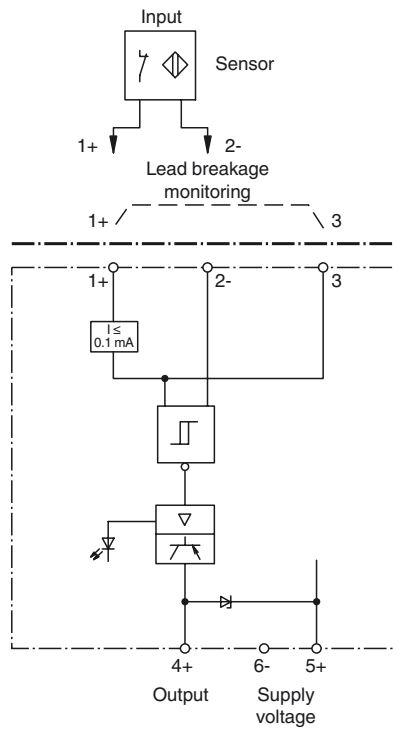 Input
Sensor
1+ 2-
Lead breakage
monitoring
1+ 3
1+ 2- 3
I ≤
0.1 mA
4+ 6- 5+
Output Supply
voltage